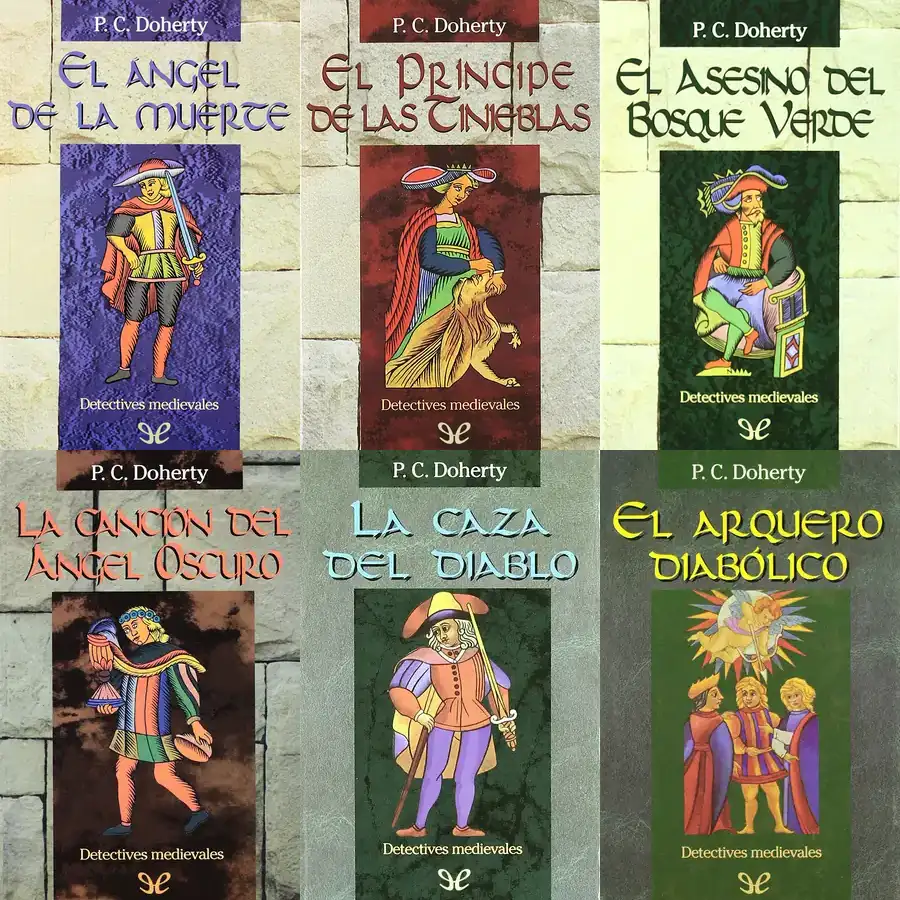 P. C. Doherty
EL ÁNGEL
DE LA MUERTE
Detectives medievales
P. C. Doherty
EL PRÍNCIPE
DE LAS TINIEBLAS
Detectives medievales
P. C. Doherty
EL ASESINO DEL
BOSQUE VERDE
Detectives medievales
P. C. Doherty
LA CANCIÓN DEL
ÁNGEL OSCURO
Detectives medievales
P. C. Doherty
LA CAZA
DEL DIABLO
Detectives medievales
P. C. Doherty
EL ARQUERO
DIABÓLICO
Detectives medievales